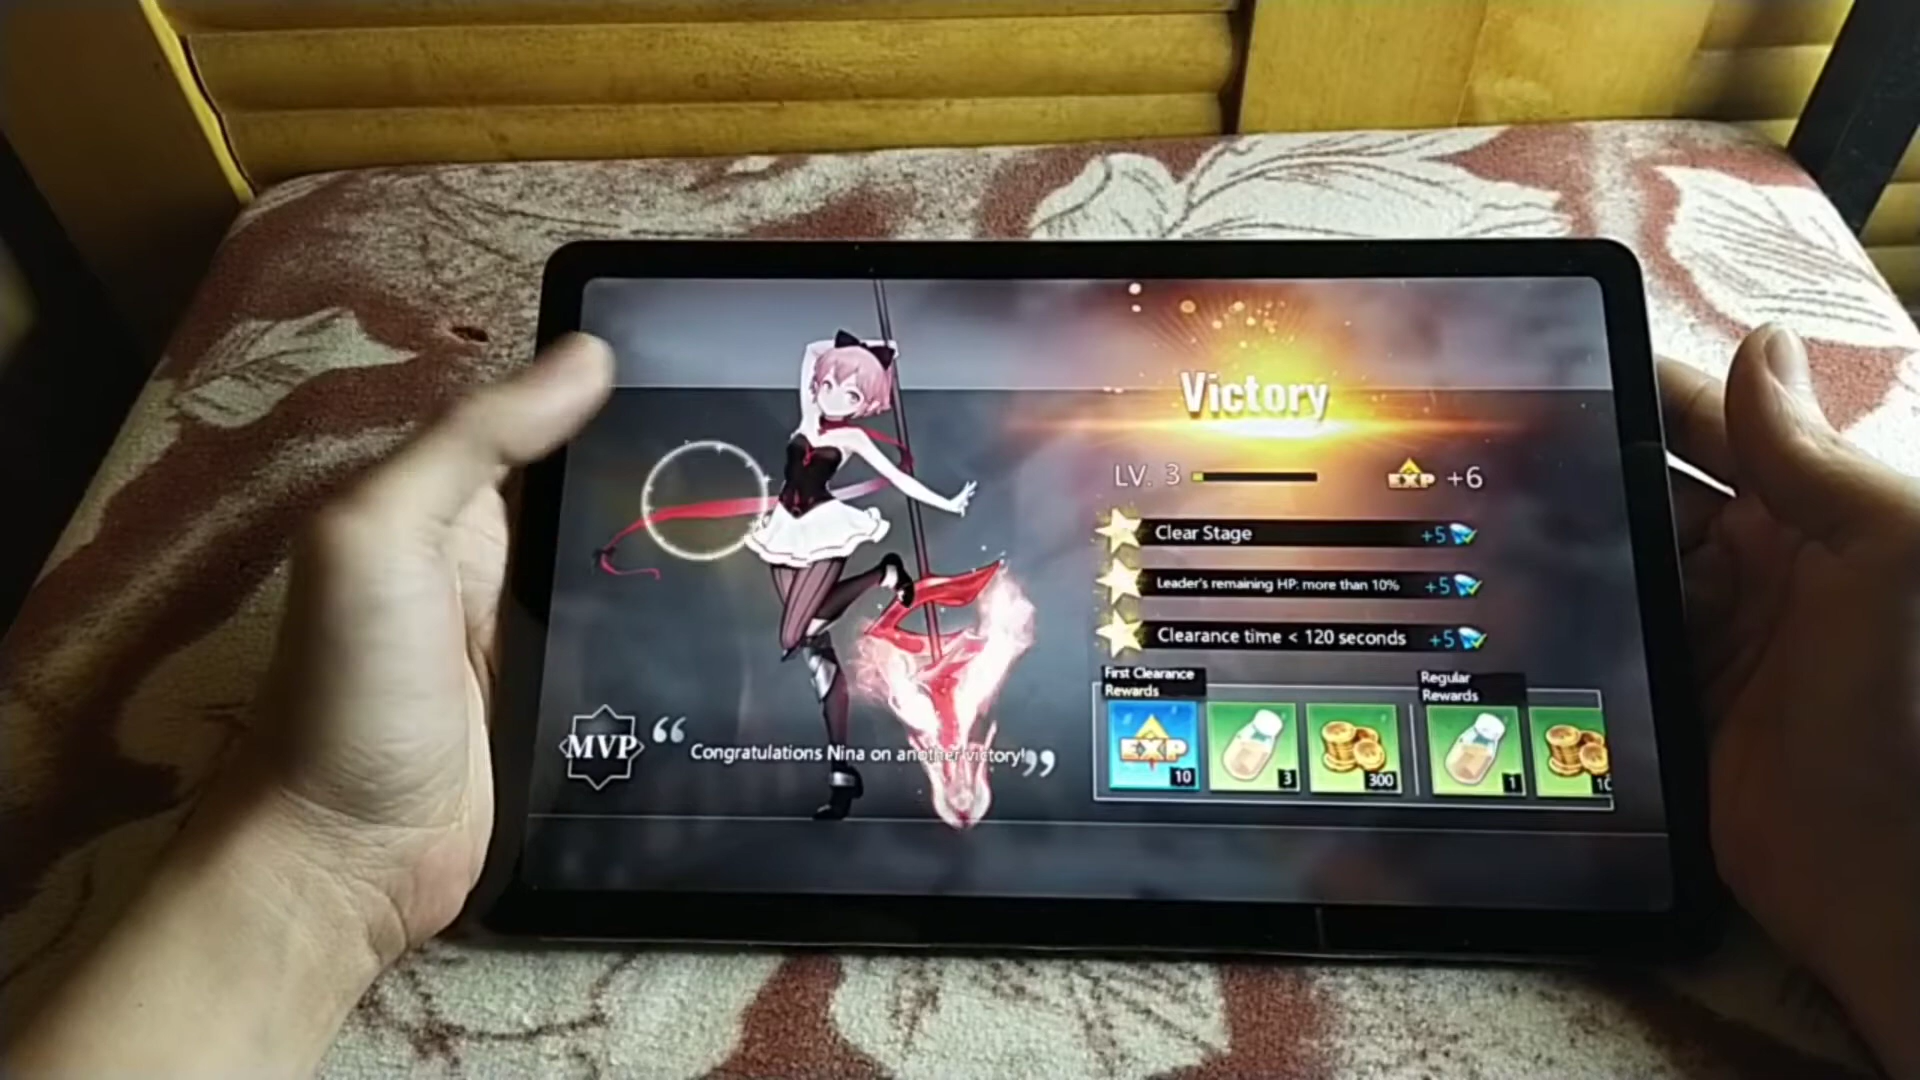 Victory
LV. 3
EXP +6
Clear Stage +5
Leader's remaining HP: more than 10% +5
Clearance time < 120 seconds +5
First Clearance
Rewards
Regular
Rewards
EXP
10
3
300
1
MVP
“ Congratulations Nina on another victory! ”